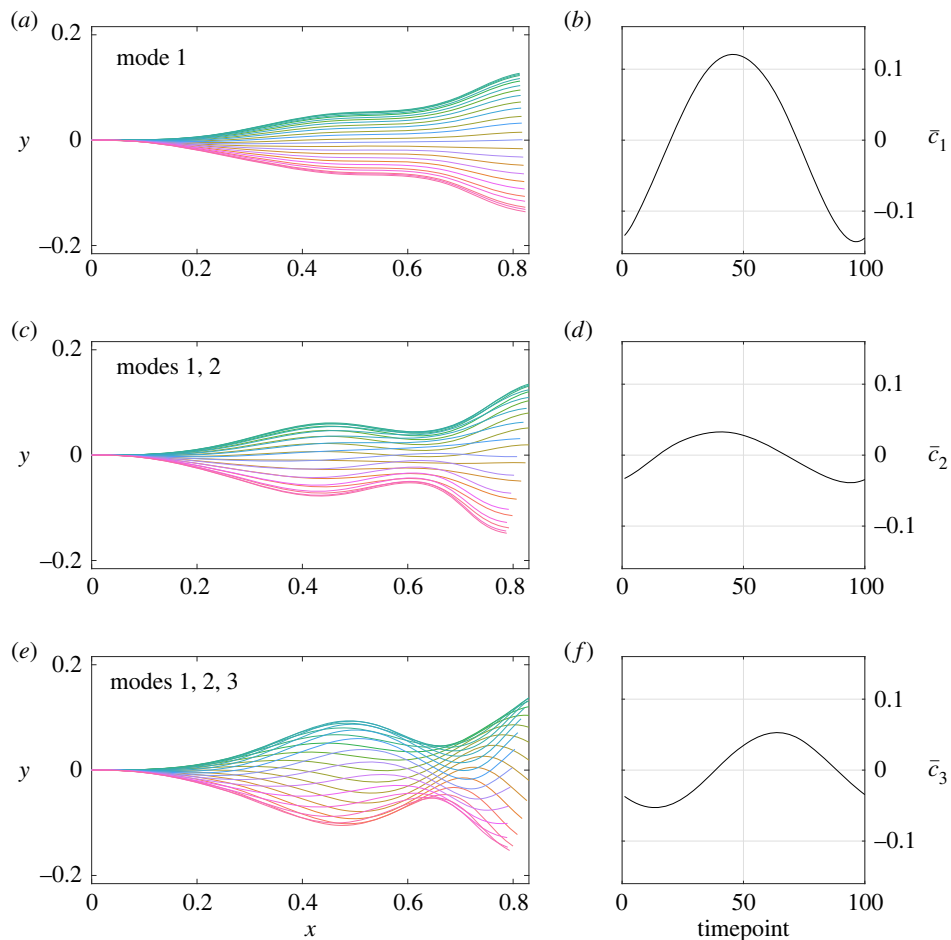 (a)
(b)
0.2
mode 1
0.1
y
0
0
c̄1
–0.1
–0.2
0
0.2
0.4
0.6
0.8
0
50
100
(c)
(d)
0.2
modes 1, 2
0.1
y
0
0
c̄2
–0.1
–0.2
0
0.2
0.4
0.6
0.8
0
50
100
(e)
(f)
0.2
modes 1, 2, 3
0.1
y
0
0
c̄3
–0.1
–0.2
0
0.2
0.4
0.6
0.8
0
50
100
x
timepoint